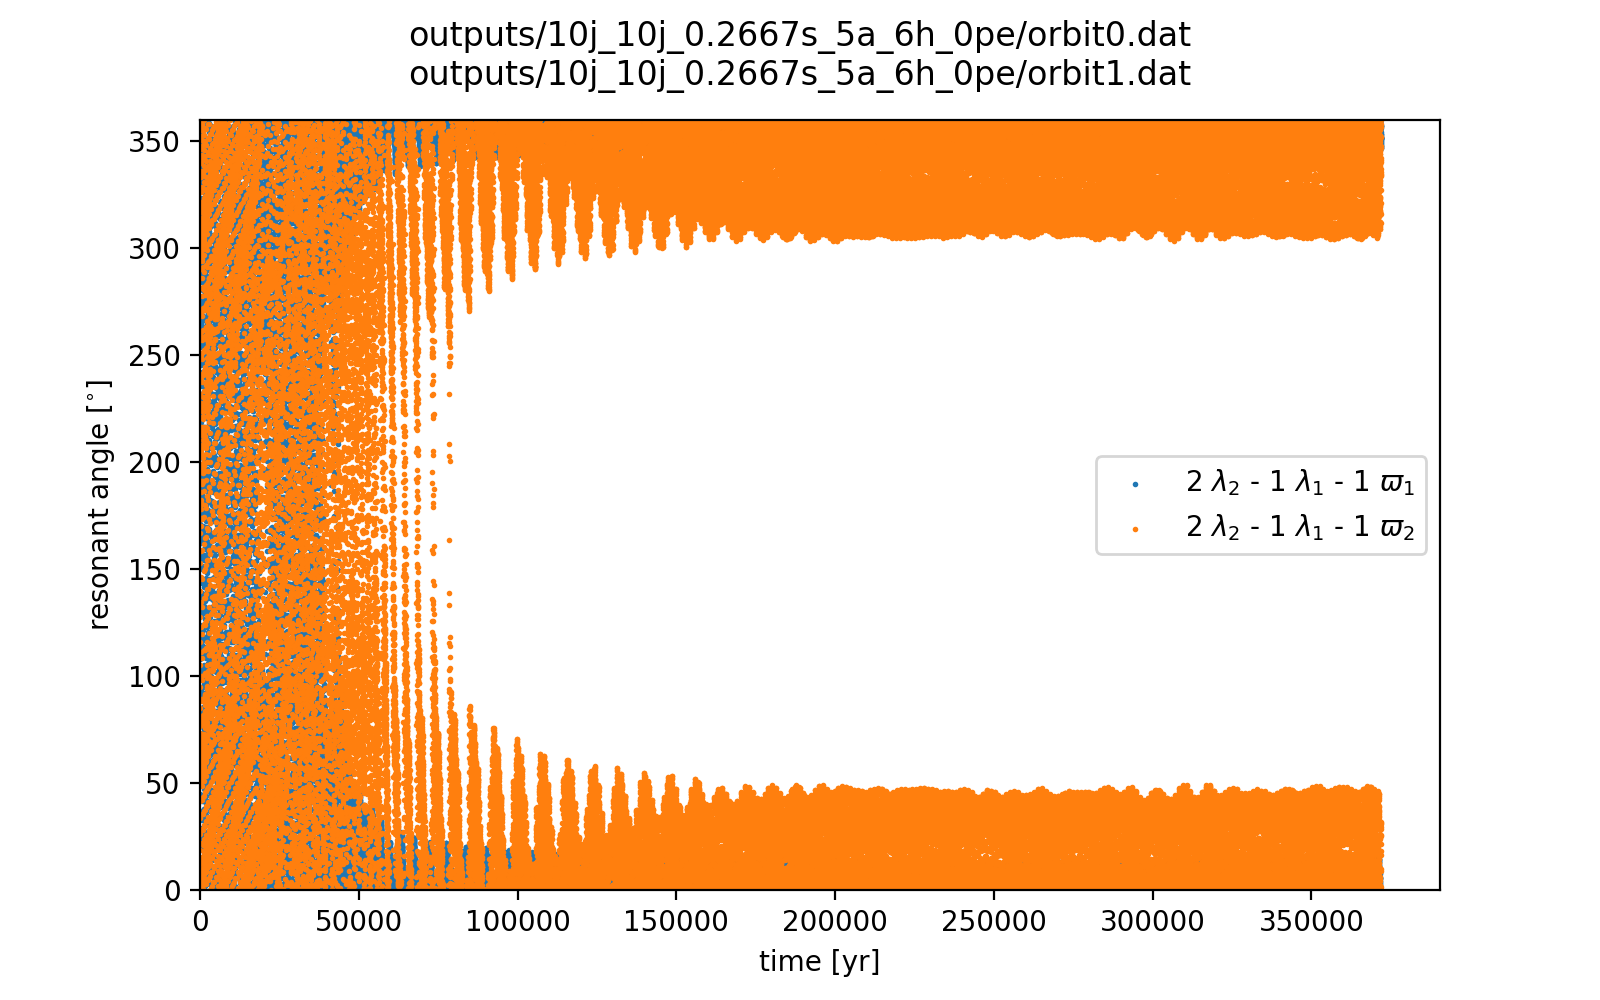 outputs/10j_10j_0.2667s_5a_6h_0pe/orbit0.dat
outputs/10j_10j_0.2667s_5a_6h_0pe/orbit1.dat
350
300
250
200
150
100
50
0
resonant angle [°]
2 λ₂ - 1 λ₁ - 1 ϖ₁
2 λ₂ - 1 λ₁ - 1 ϖ₂
0 50000 100000 150000 200000 250000 300000 350000
time [yr]